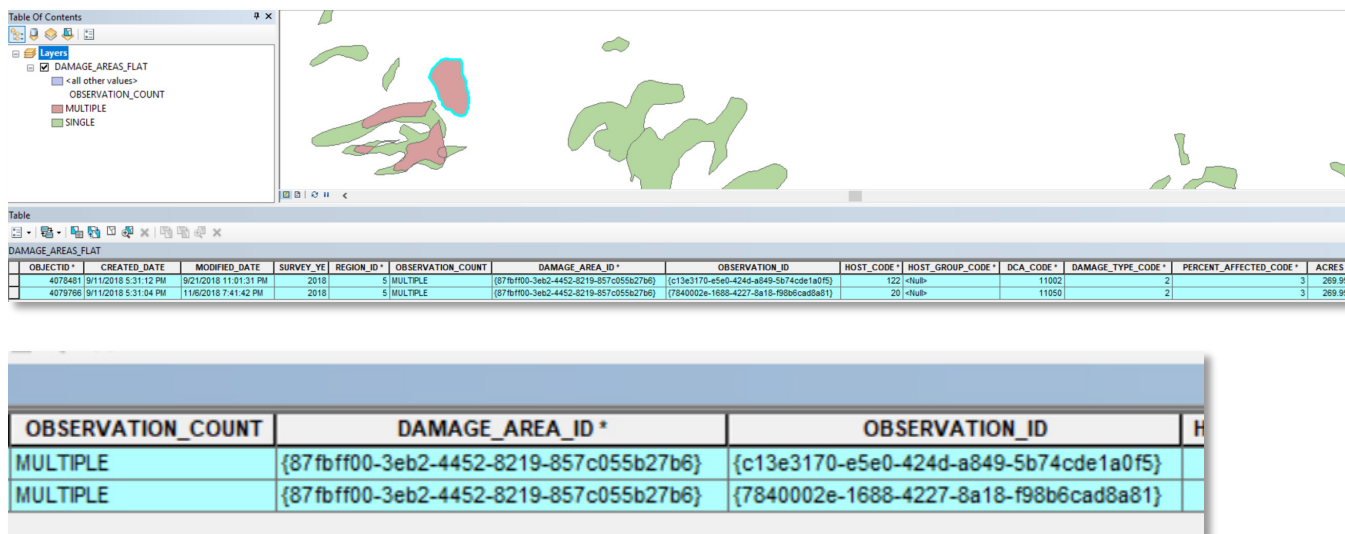 Table Of Contents
Layers
DAMAGE_AREAS_FLAT
<all other values>
OBSERVATION_COUNT
MULTIPLE
SINGLE
Table
DAMAGE_AREAS_FLAT
OBJECTID * CREATED_DATE MODIFIED_DATE SURVEY_YE REGION_ID * OBSERVATION_COUNT DAMAGE_AREA_ID * OBSERVATION_ID HOST_CODE * HOST_GROUP_CODE * DCA_CODE * DAMAGE_TYPE_CODE * PERCENT_AFFECTED_CODE * ACRES
4078481 9/11/2018 5:31:12 PM 9/21/2018 11:01:31 PM 2018 5 MULTIPLE {87fbff00-3eb2-4452-8219-857c055b27b6} {c13e3170-e5e0-424d-a849-5b74cde1a0f5} 122 <Null> 11002 2 3 269.99
4079766 9/11/2018 5:31:04 PM 11/6/2018 7:41:42 PM 2018 5 MULTIPLE {87fbff00-3eb2-4452-8219-857c055b27b6} {7840002e-1688-4227-8a18-f98b6cad8a81} 20 <Null> 11050 2 3 269.99
OBSERVATION_COUNT DAMAGE_AREA_ID * OBSERVATION_ID H
MULTIPLE {87fbff00-3eb2-4452-8219-857c055b27b6} {c13e3170-e5e0-424d-a849-5b74cde1a0f5}
MULTIPLE {87fbff00-3eb2-4452-8219-857c055b27b6} {7840002e-1688-4227-8a18-f98b6cad8a81}